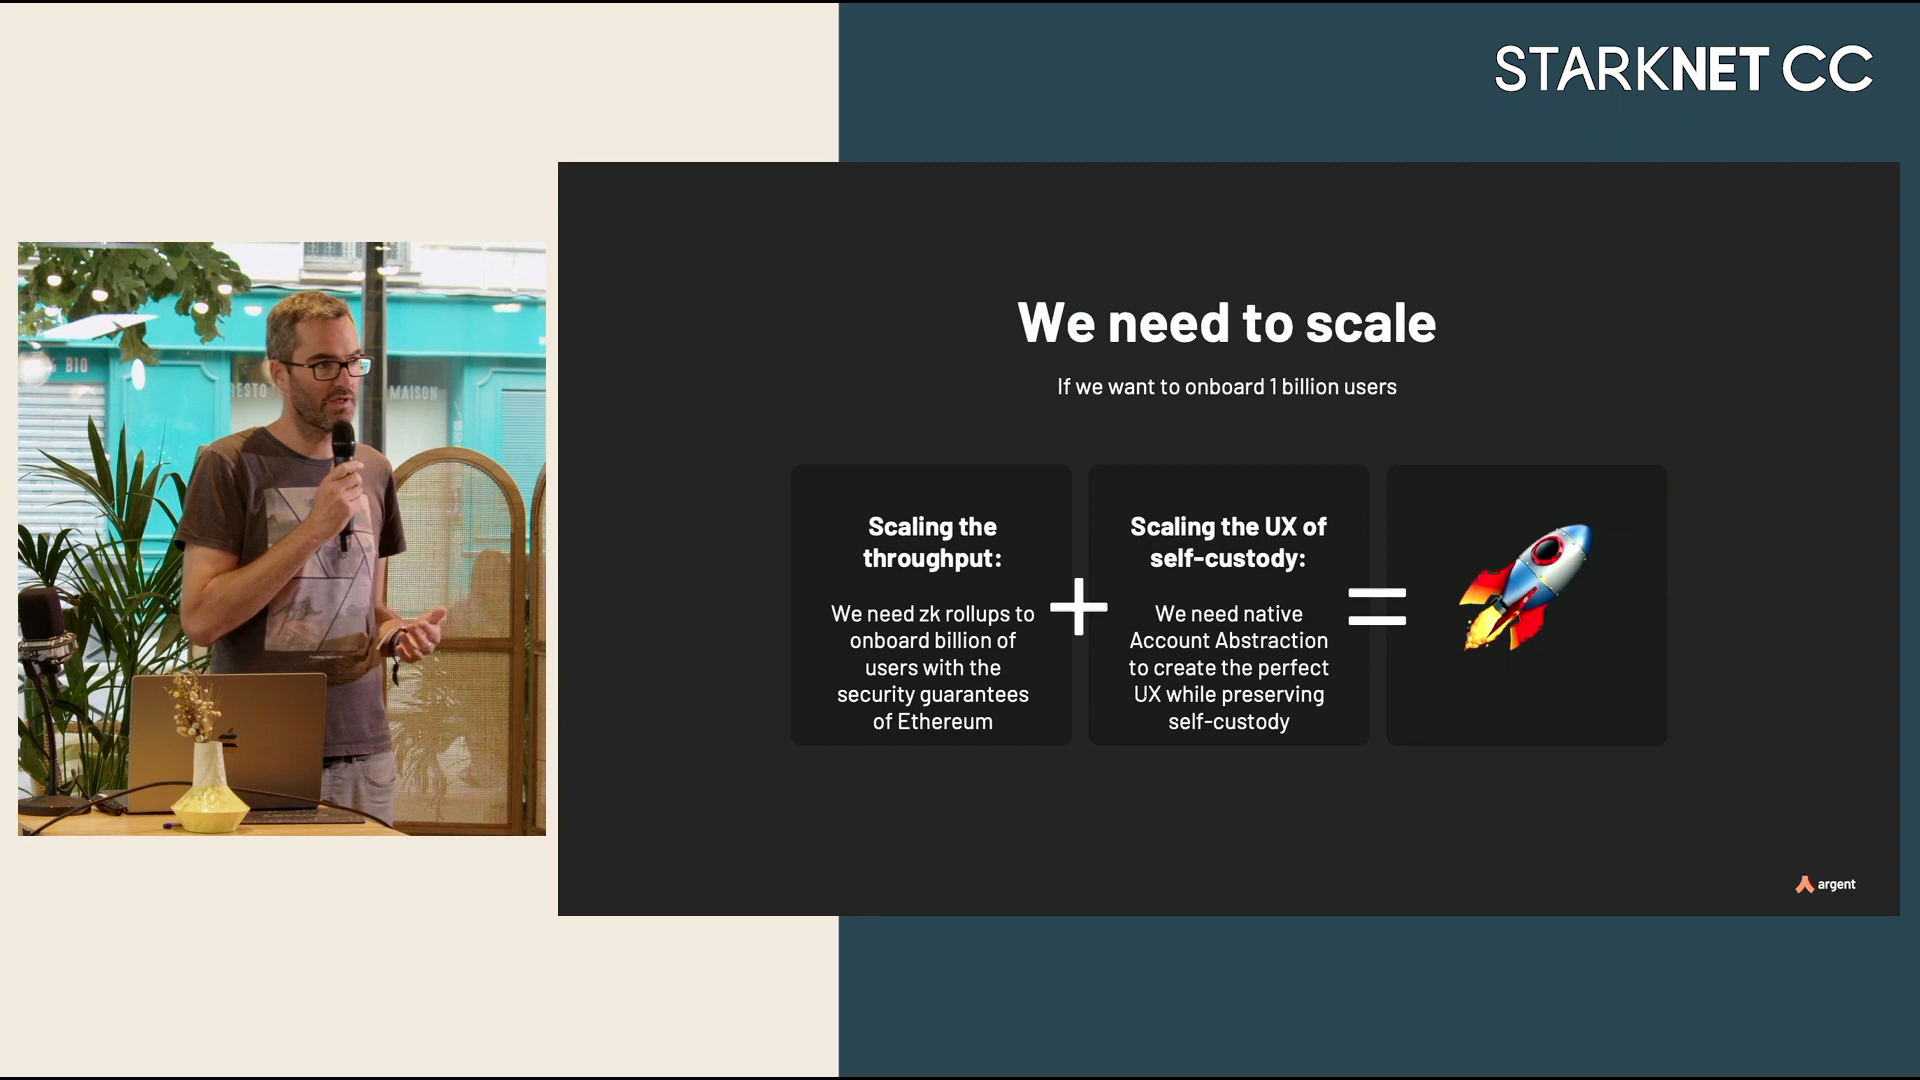 STARKNET CC
We need to scale
If we want to onboard 1 billion users
Scaling the
throughput:
We need zk rollups to
onboard billion of
users with the
security guarantees
of Ethereum
+
Scaling the UX of
self-custody:
We need native
Account Abstraction
to create the perfect
UX while preserving
self-custody
=
argent
BIO
RESTO
MAISON